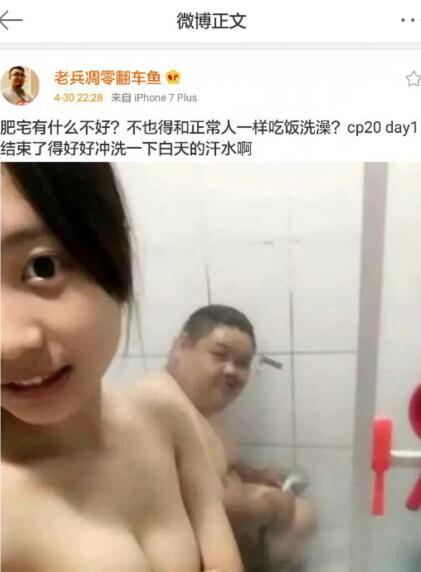 微博正文
老兵凋零翻车鱼
4-30 22:28 来自 iPhone 7 Plus
肥宅有什么不好？不也得和正常人一样吃饭洗澡？cp20 day1
结束了得好好冲洗一下白天的汗水啊